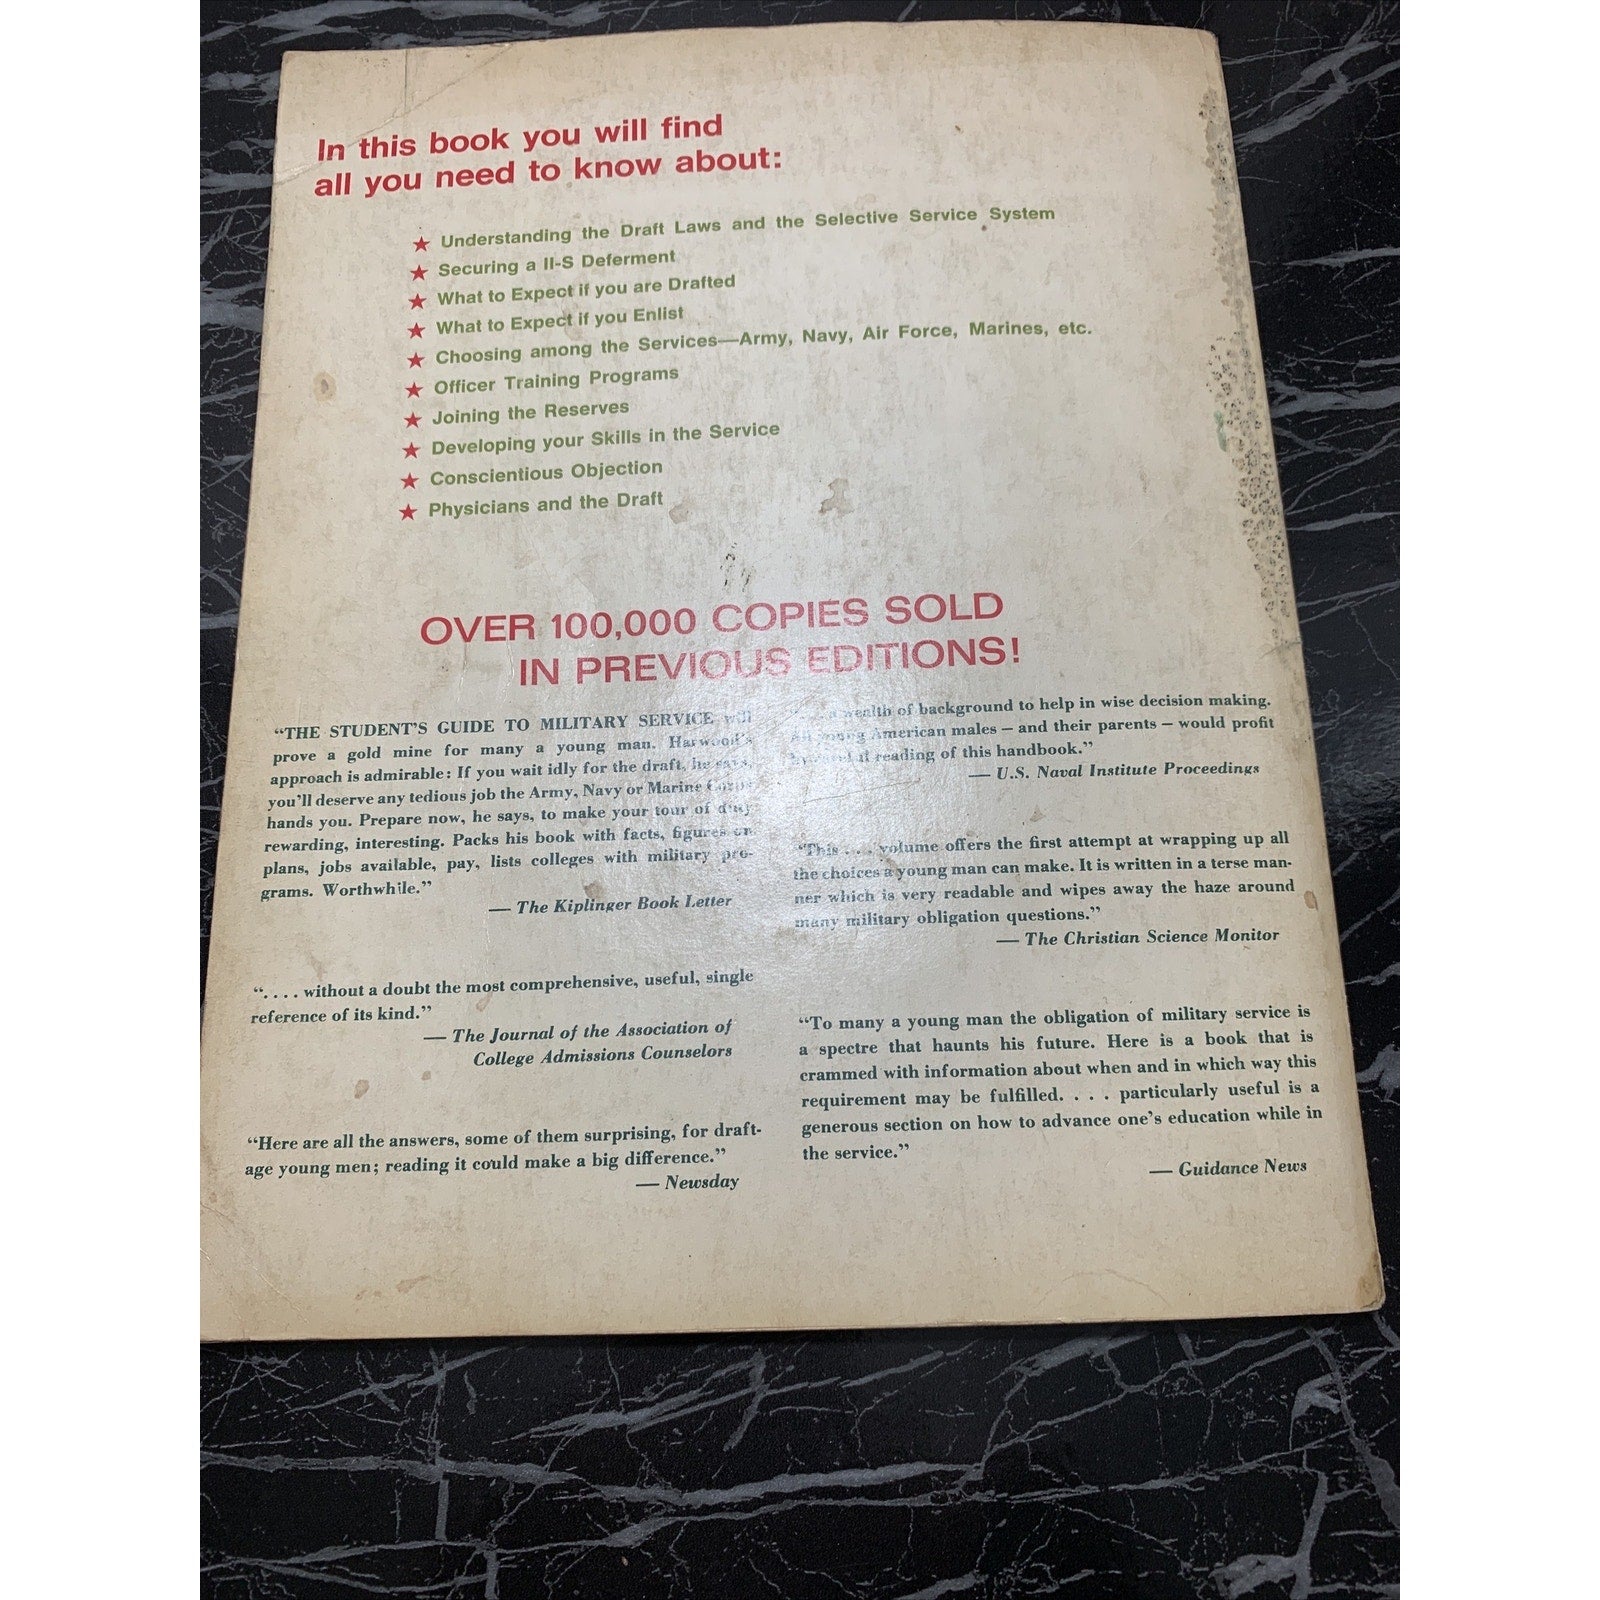 In this book you will find
all you need to know about:
★ Understanding the Draft Laws and the Selective Service System
★ Securing a II-S Deferment
★ What to Expect if you are Drafted
★ What to Expect if you Enlist
★ Choosing among the Services—Army, Navy, Air Force, Marines, etc.
★ Officer Training Programs
★ Joining the Reserves
★ Developing your Skills in the Service
★ Conscientious Objection
★ Physicians and the Draft
OVER 100,000 COPIES SOLD
IN PREVIOUS EDITIONS!
“THE STUDENT’S GUIDE TO MILITARY SERVICE will
prove a gold mine for many a young man. Harwood’s
approach is admirable: If you wait idly for the draft, he says,
you’ll deserve any tedious job the Army, Navy or Marine Corps
hands you. Prepare now, he says, to make your tour of duty
rewarding, interesting. Packs his book with facts, figures on
plans, jobs available, pay, lists colleges with military pro-
grams. Worthwhile.”
— The Kiplinger Book Letter
“. . . . without a doubt the most comprehensive, useful, single
reference of its kind.”
— The Journal of the Association of
College Admissions Counselors
“Here are all the answers, some of them surprising, for draft-
age young men; reading it could make a big difference.”
— Newsday
wealth of background to help in wise decision making.
All young American males – and their parents – would profit
by careful reading of this handbook.”
— U.S. Naval Institute Proceedings
“This . . . volume offers the first attempt at wrapping up all
the choices a young man can make. It is written in a terse man-
ner which is very readable and wipes away the haze around
many military obligation questions.”
— The Christian Science Monitor
“To many a young man the obligation of military service is
a spectre that haunts his future. Here is a book that is
crammed with information about when and in which way this
requirement may be fulfilled. . . . particularly useful is a
generous section on how to advance one’s education while in
the service.”
— Guidance News